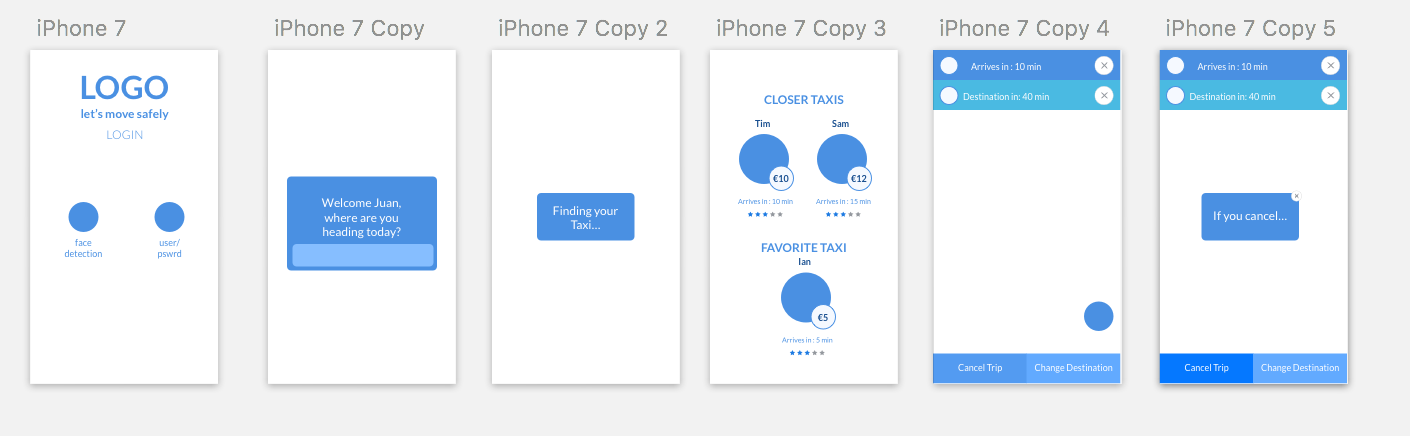 iPhone 7
LOGO
let's move safely
LOGIN
face
detection
user/
pswrd
iPhone 7 Copy
Welcome Juan,
where are you
heading today?
iPhone 7 Copy 2
Finding your
Taxi...
iPhone 7 Copy 3
CLOSER TAXIS
Tim
Sam
€10
€12
Arrives in : 10 min
Arrives in : 15 min
FAVORITE TAXI
Ian
€5
Arrives in : 5 min
iPhone 7 Copy 4
Arrives in : 10 min
Destination in: 40 min
Cancel Trip
Change Destination
iPhone 7 Copy 5
Arrives in : 10 min
Destination in: 40 min
If you cancel...
Cancel Trip
Change Destination